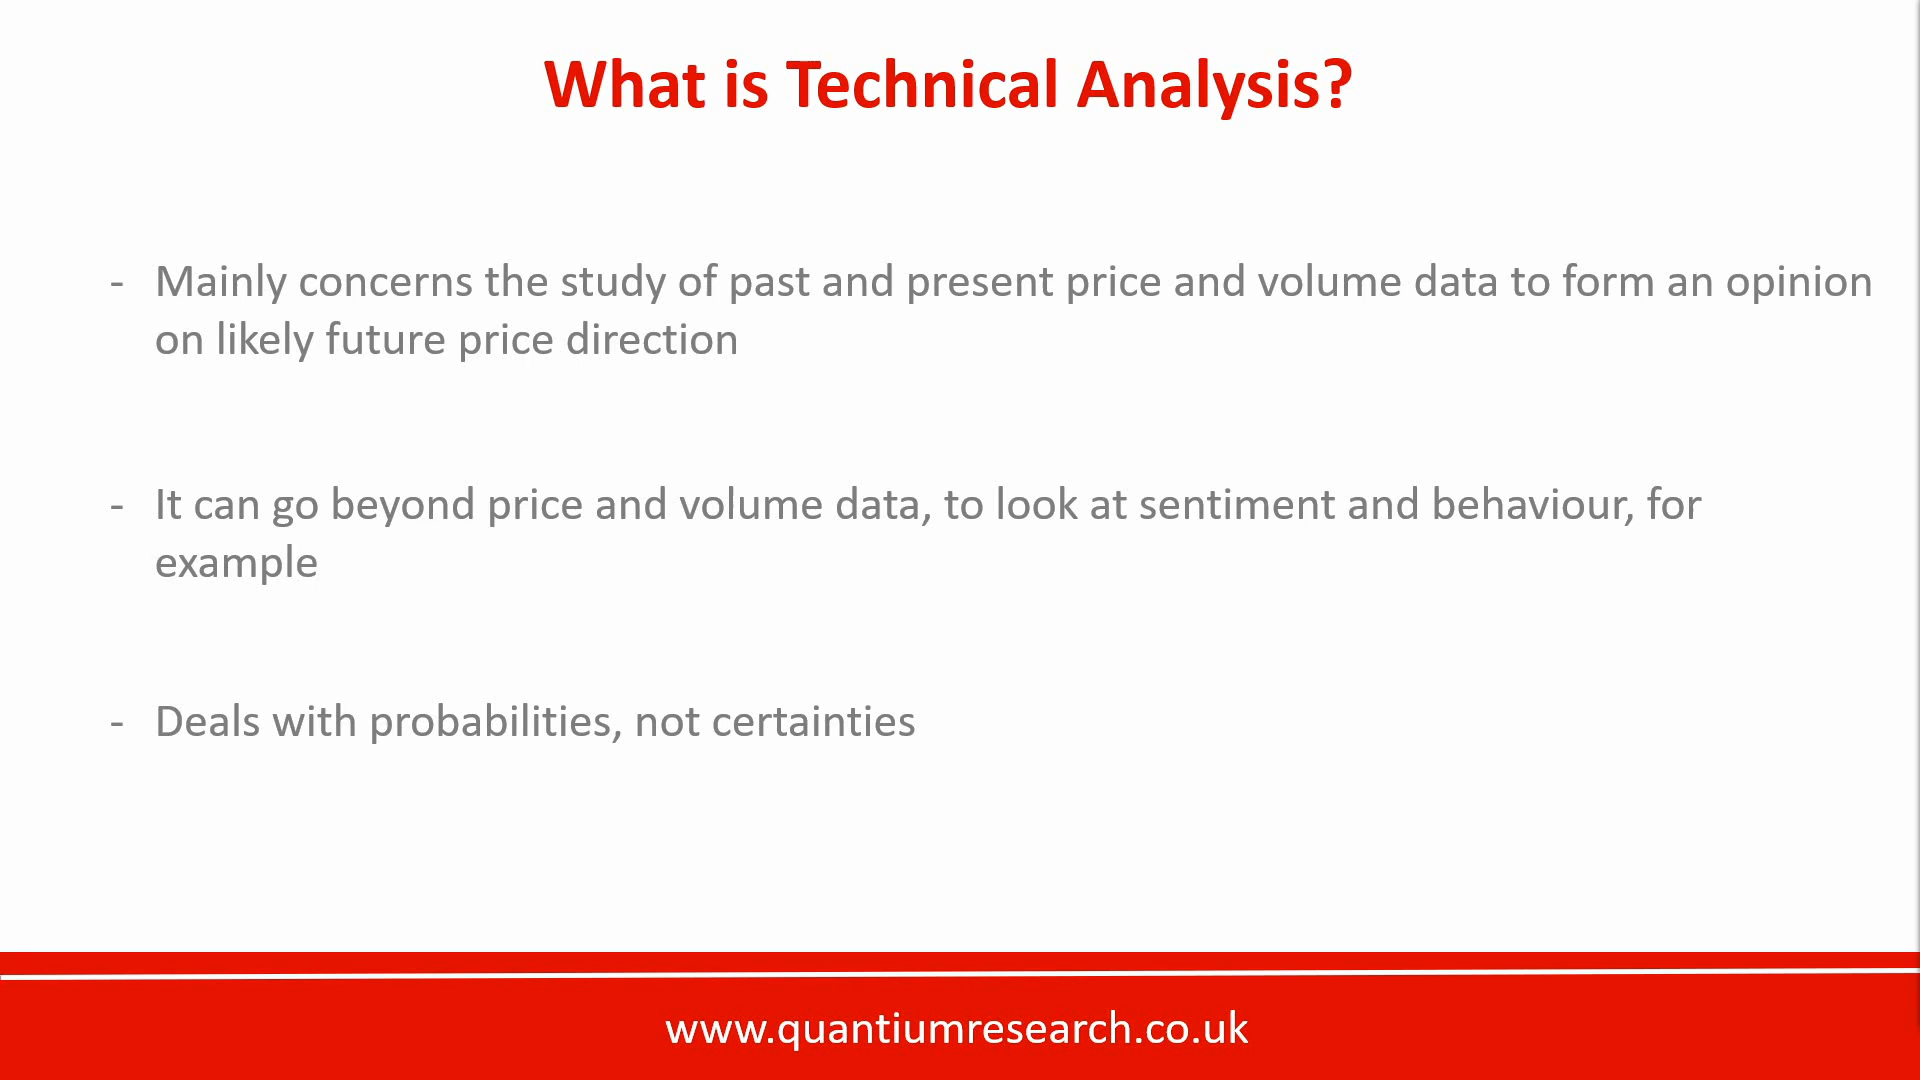 What is Technical Analysis?
- Mainly concerns the study of past and present price and volume data to form an opinion
on likely future price direction
- It can go beyond price and volume data, to look at sentiment and behaviour, for
example
- Deals with probabilities, not certainties
www.quantiumresearch.co.uk